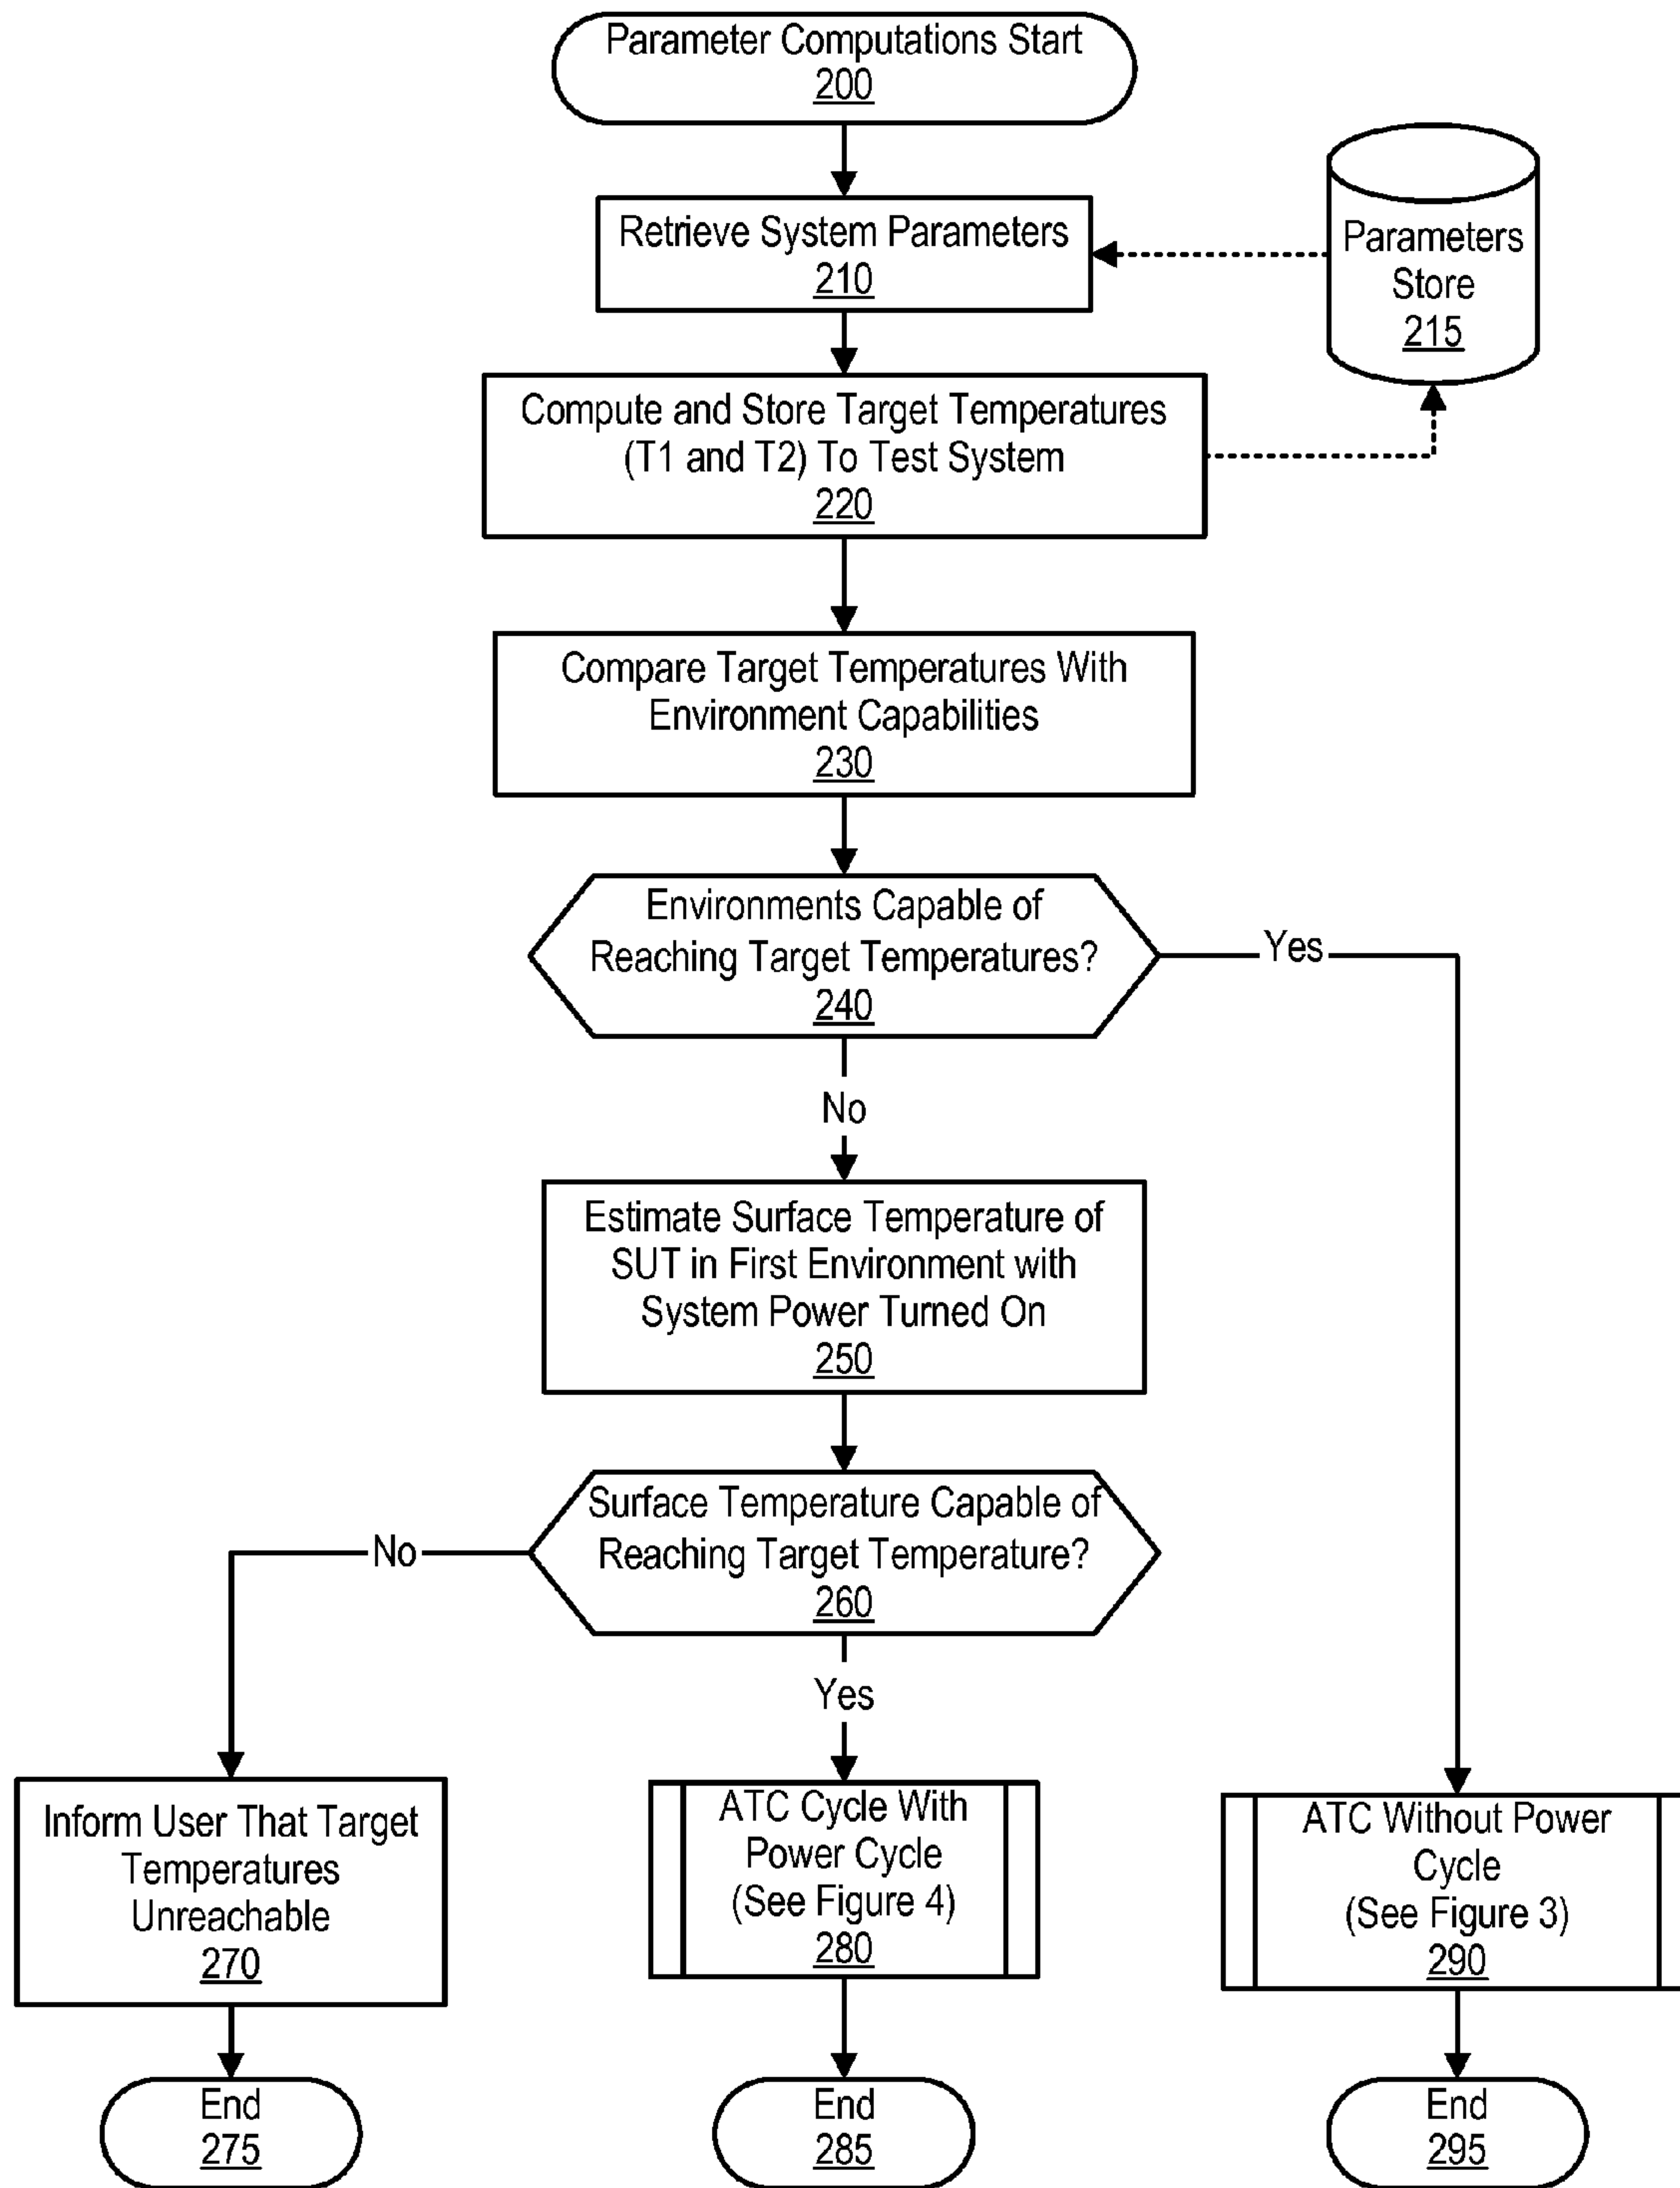 Parameter Computations Start
200
Retrieve System Parameters
210
Parameters
Store
215
Compute and Store Target Temperatures
(T1 and T2) To Test System
220
Compare Target Temperatures With
Environment Capabilities
230
Environments Capable of
Reaching Target Temperatures?
240
Yes
No
Estimate Surface Temperature of
SUT in First Environment with
System Power Turned On
250
Surface Temperature Capable of
Reaching Target Temperature?
260
No
Yes
Inform User That Target
Temperatures
Unreachable
270
ATC Cycle With
Power Cycle
(See Figure 4)
280
ATC Without Power
Cycle
(See Figure 3)
290
End
275
End
285
End
295